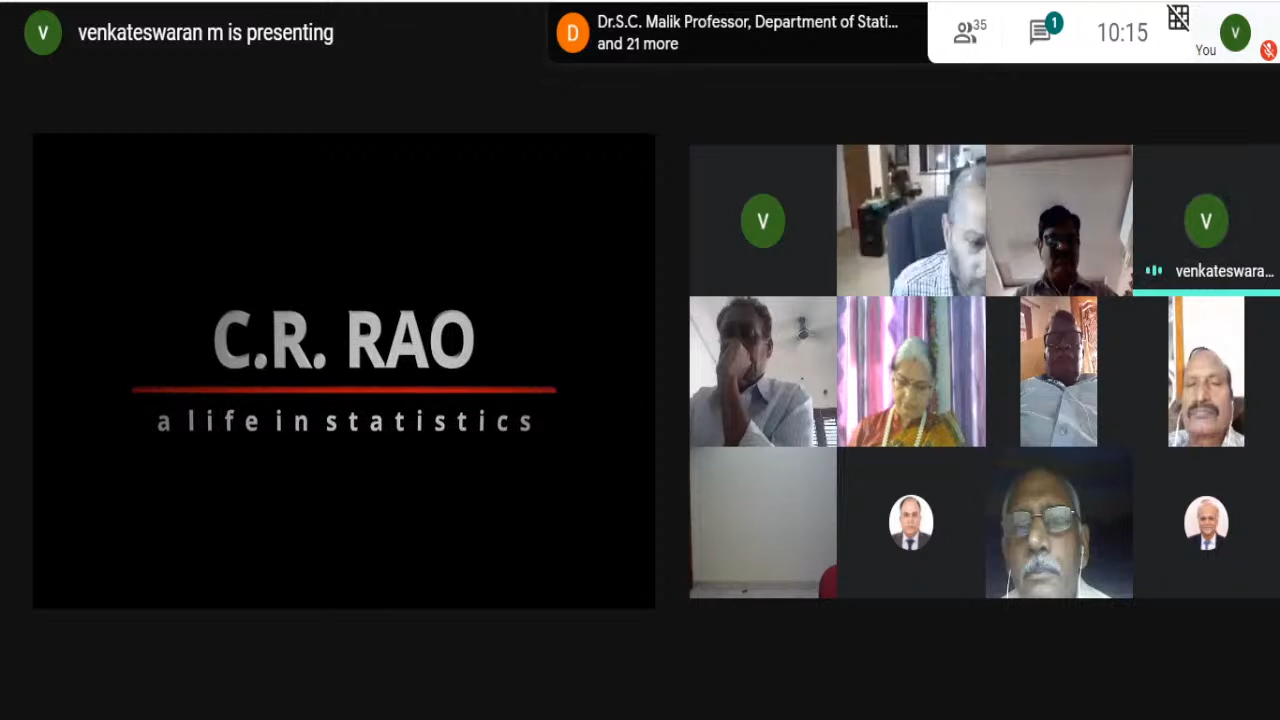 V
venkateswaran m is presenting
D
Dr.S.C. Malik Professor, Department of Stati...
and 21 more
35
1
10:15
You
V
V
V
venkateswara...
C.R. RAO
a life in statistics